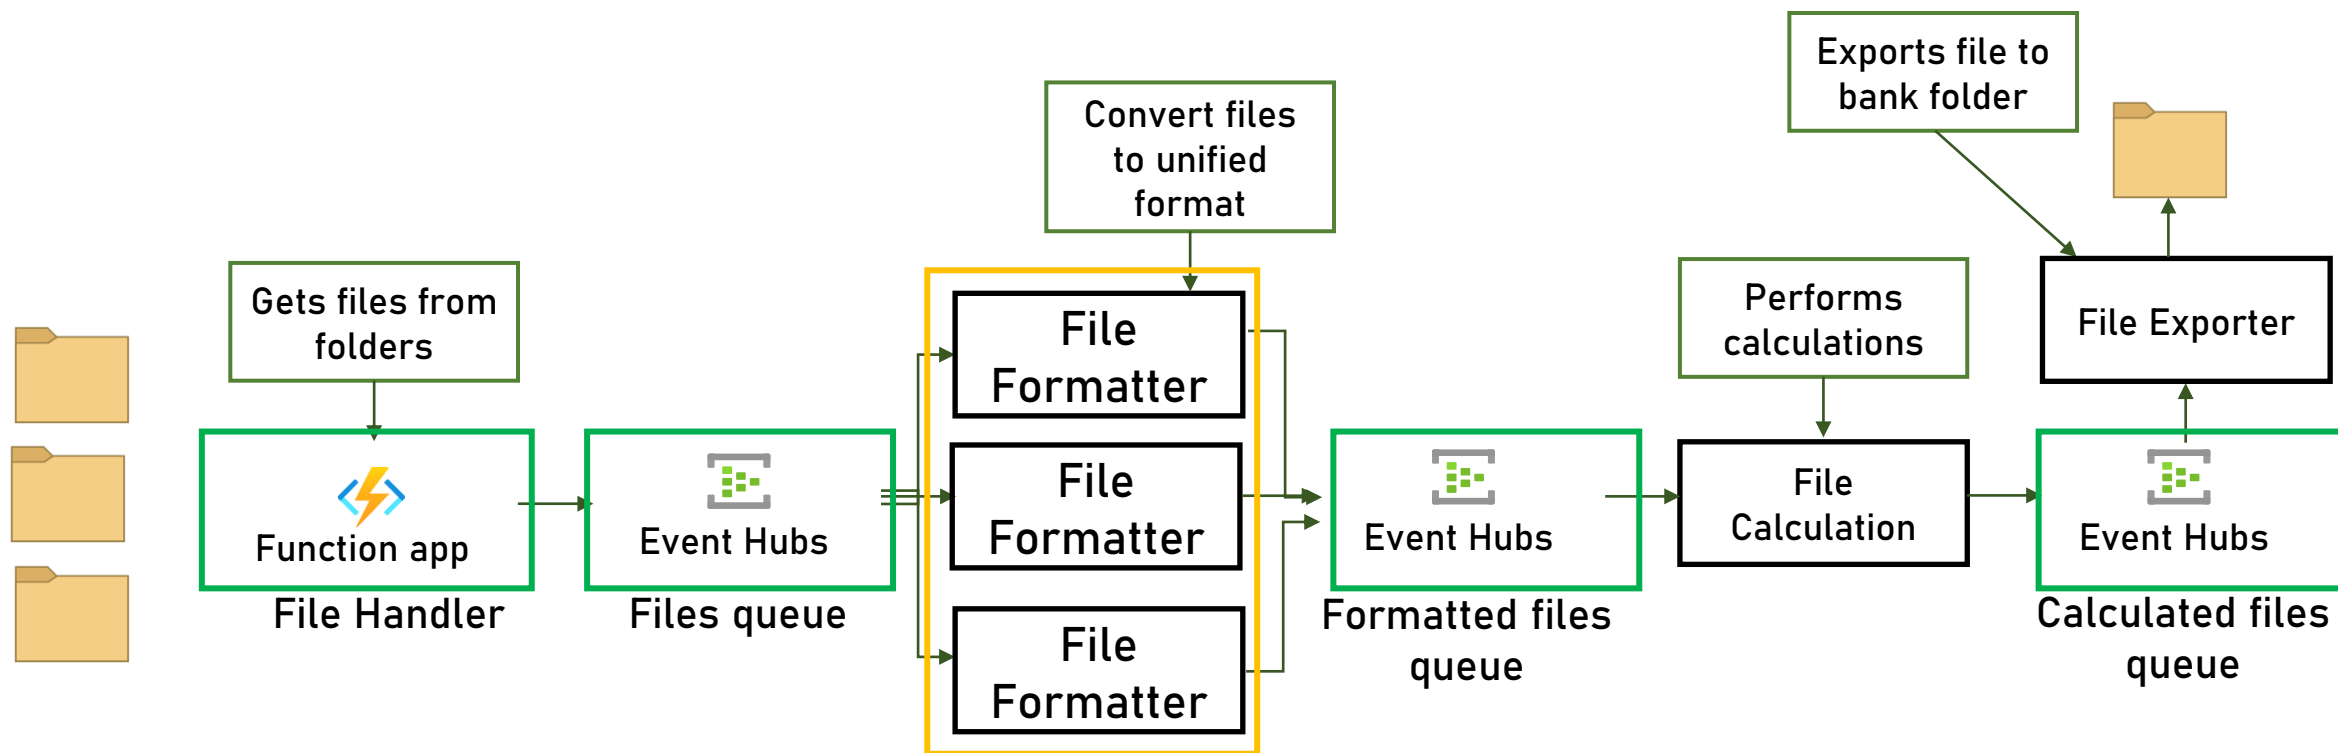 Exports file to
bank folder
Convert files
to unified
format
Gets files from
folders
Performs
calculations
File Exporter
File
Formatter
File
Formatter
File
Formatter
Function app
File Handler
Event Hubs
Files queue
Event Hubs
Formatted files
queue
File
Calculation
Event Hubs
Calculated files
queue